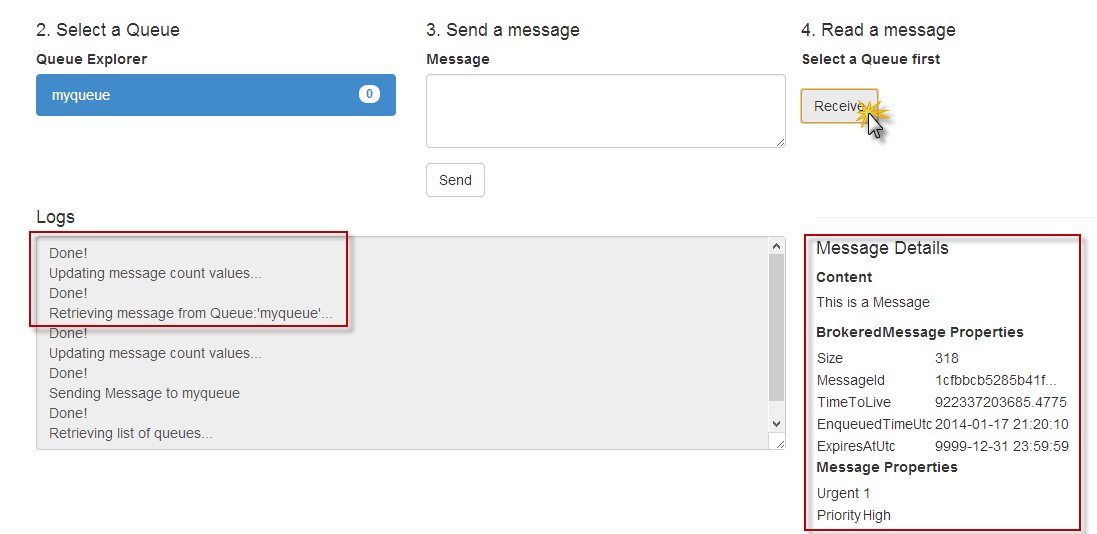 2. Select a Queue
Queue Explorer
myqueue 0
3. Send a message
Message
Send
4. Read a message
Select a Queue first
Receive
Logs
Done!
Updating message count values...
Done!
Retrieving message from Queue:'myqueue'...
Done!
Updating message count values...
Done!
Sending Message to myqueue
Done!
Retrieving list of queues...
Message Details
Content
This is a Message
BrokeredMessage Properties
Size 318
MessageId 1cfbbcb5285b41f...
TimeToLive 922337203685.4775
EnqueuedTimeUtc 2014-01-17 21:20:10
ExpiresAtUtc 9999-12-31 23:59:59
Message Properties
Urgent 1
Priority High